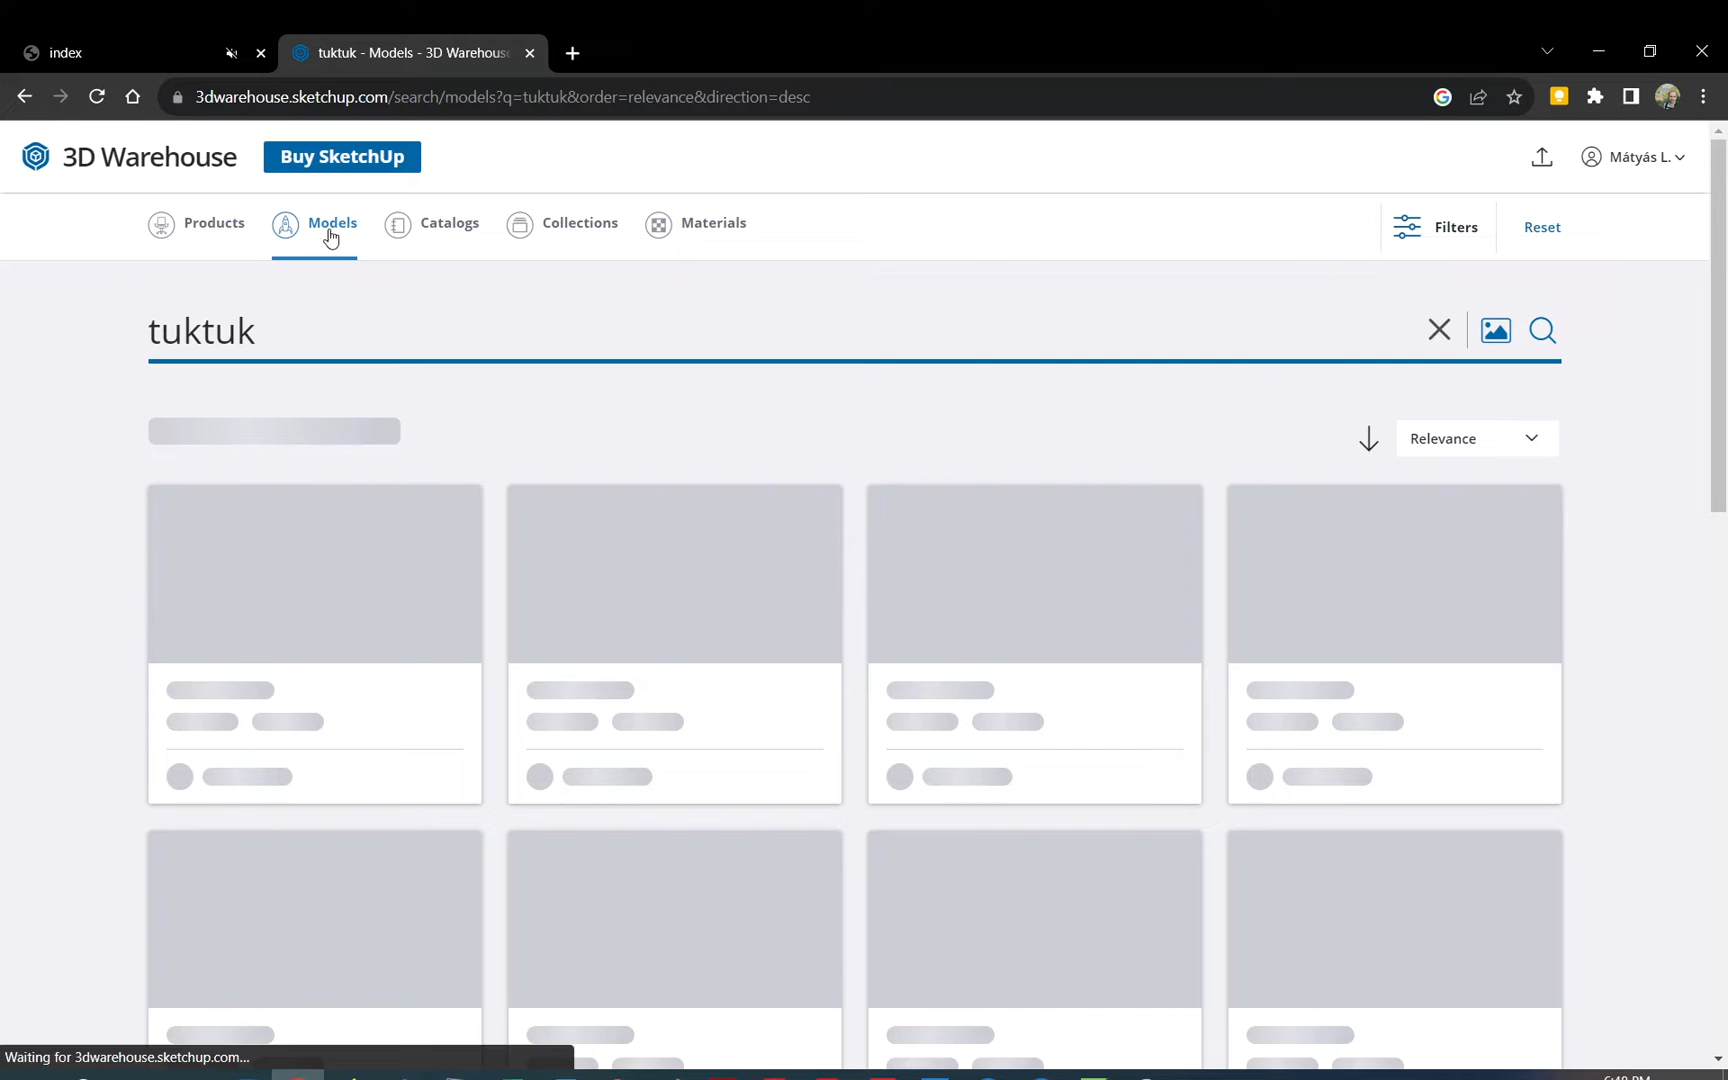 index
tuktuk - Models - 3D Warehouse
3dwarehouse.sketchup.com/search/models?q=tuktuk&order=relevance&direction=desc
3D Warehouse
Buy SketchUp
Mátyás L.
Products
Models
Catalogs
Collections
Materials
Filters
Reset
tuktuk
Relevance
Waiting for 3dwarehouse.sketchup.com...